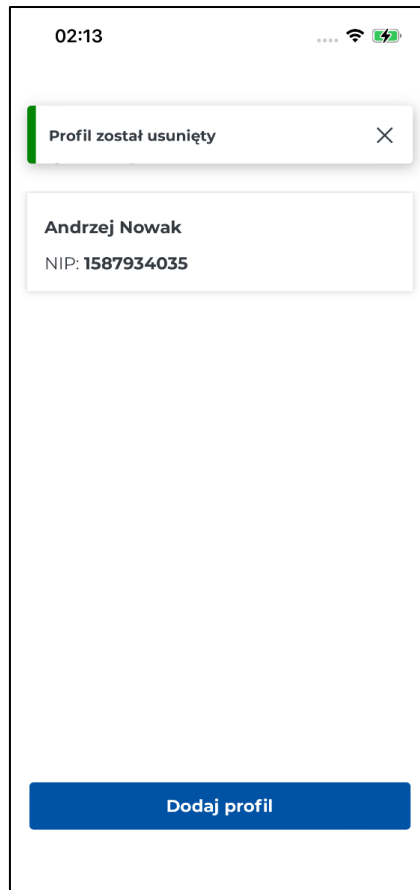 02:13
Profil został usunięty
Andrzej Nowak
NIP: 1587934035
Dodaj profil